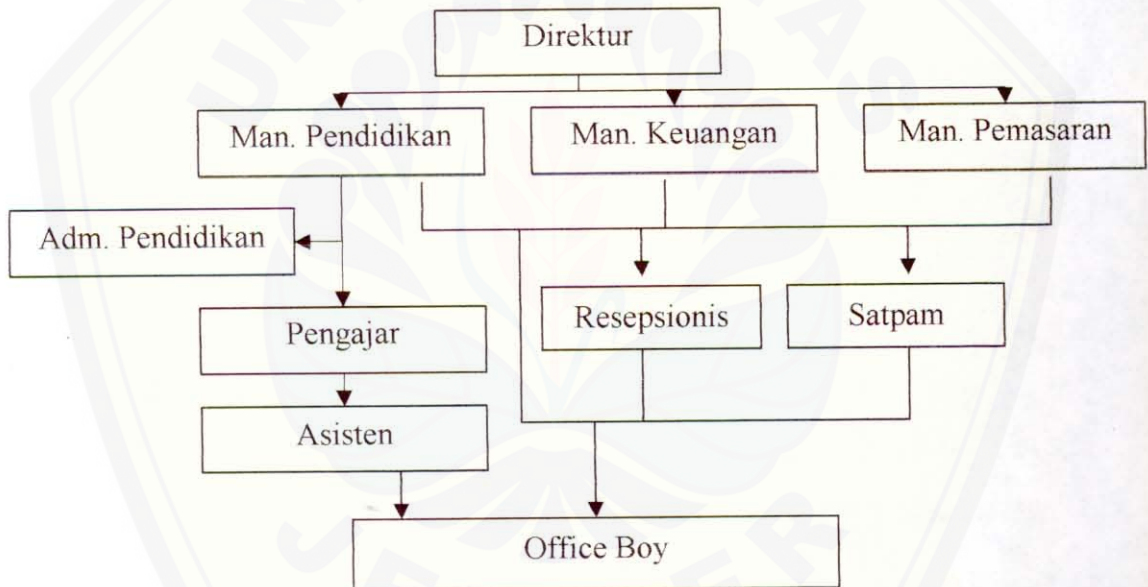 Direktur
Man. Pendidikan
Man. Keuangan
Man. Pemasaran
Adm. Pendidikan
Resepsionis
Satpam
Pengajar
Asisten
Office Boy